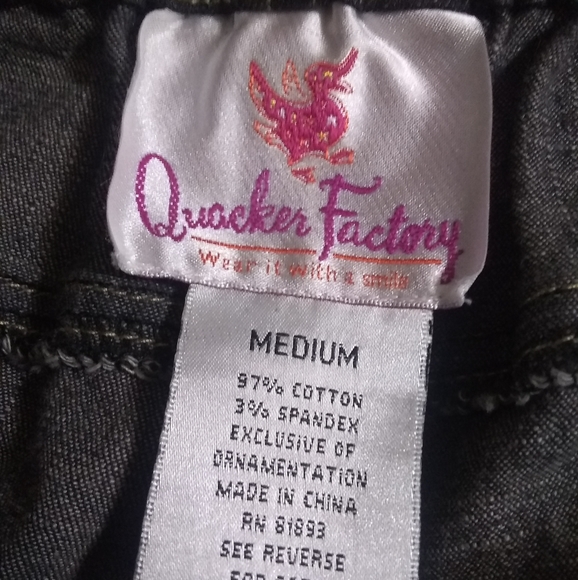 Quacker Factory
Wear it with a smile
MEDIUM
97% COTTON
3% SPANDEX
EXCLUSIVE OF
ORNAMENTATION
MADE IN CHINA
RN 81893
SEE REVERSE
FOR